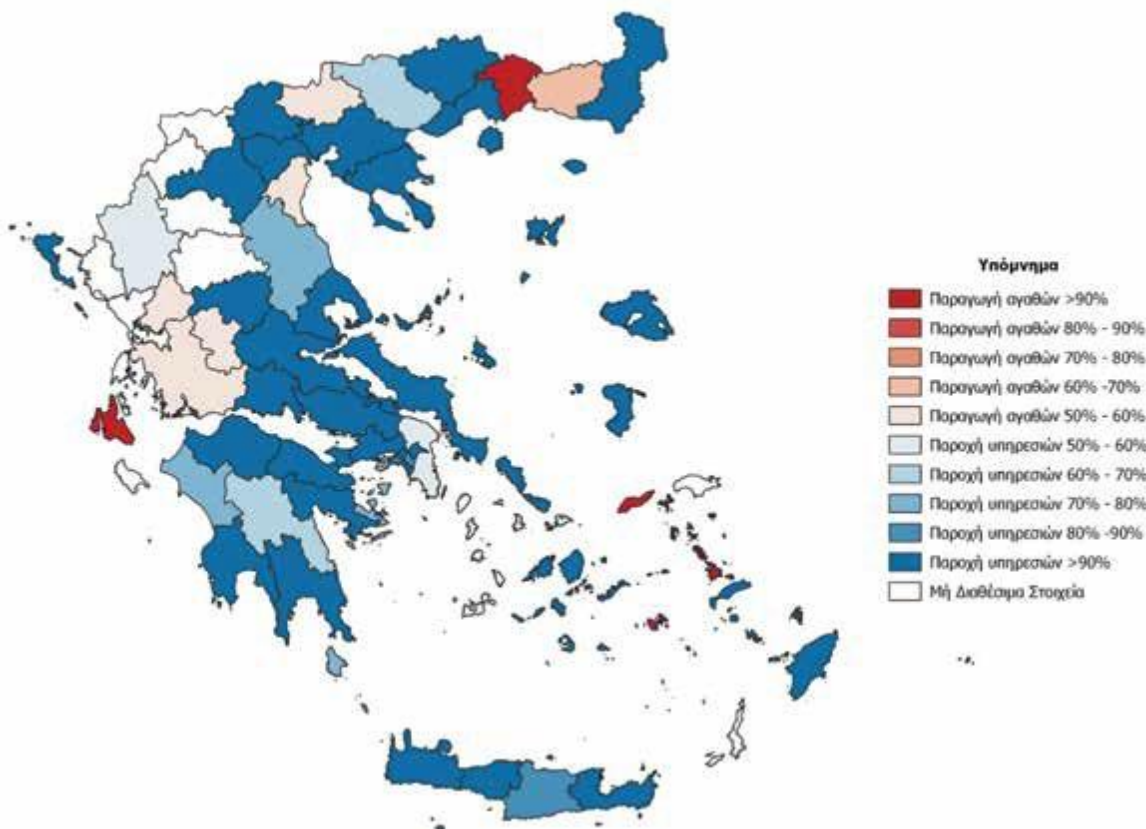 Υπόμνημα
Παραγωγή αγαθών >90%
Παραγωγή αγαθών 80% - 90%
Παραγωγή αγαθών 70% - 80%
Παραγωγή αγαθών 60% -70%
Παραγωγή αγαθών 50% - 60%
Παροχή υπηρεσιών 50% - 60%
Παροχή υπηρεσιών 60% - 70%
Παροχή υπηρεσιών 70% - 80%
Παροχή υπηρεσιών 80% -90%
Παροχή υπηρεσιών >90%
Μή Διαθέσιμα Στοιχεία